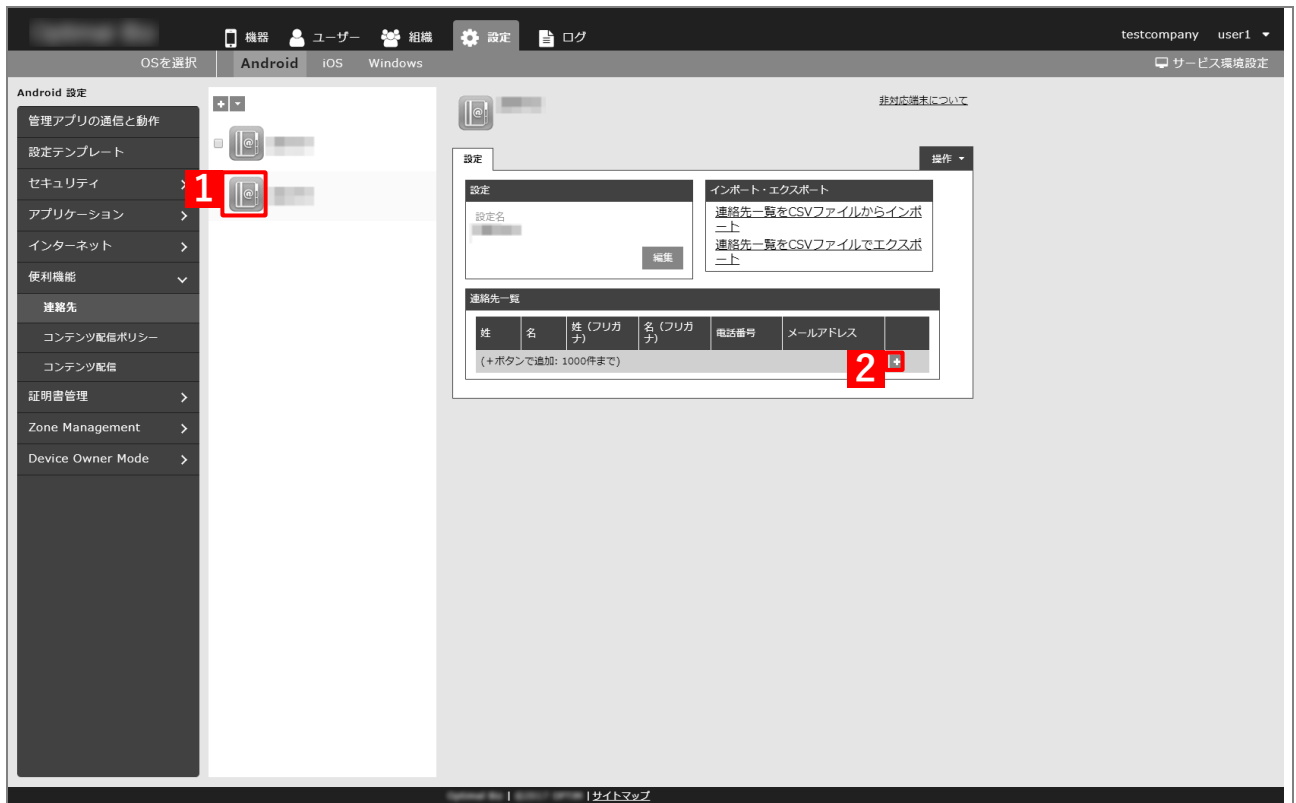 機器 ユーザー 組織 設定 ログ testcompany user1
OSを選択 Android iOS Windows サービス環境設定
Android 設定
管理アプリの通信と動作
設定テンプレート
セキュリティ
アプリケーション
インターネット
便利機能
連絡先
コンテンツ配信ポリシー
コンテンツ配信
証明書管理
Zone Management
Device Owner Mode
1
非対応端末について
設定 操作
設定
設定名
編集
インポート・エクスポート
連絡先一覧をCSVファイルからインポ
ート
連絡先一覧をCSVファイルでエクスポ
ート
連絡先一覧
姓 名 姓 (フリガ
ナ) 名 (フリガ
ナ) 電話番号 メールアドレス
(+ボタンで追加: 1000件まで)
2
| | サイトマップ